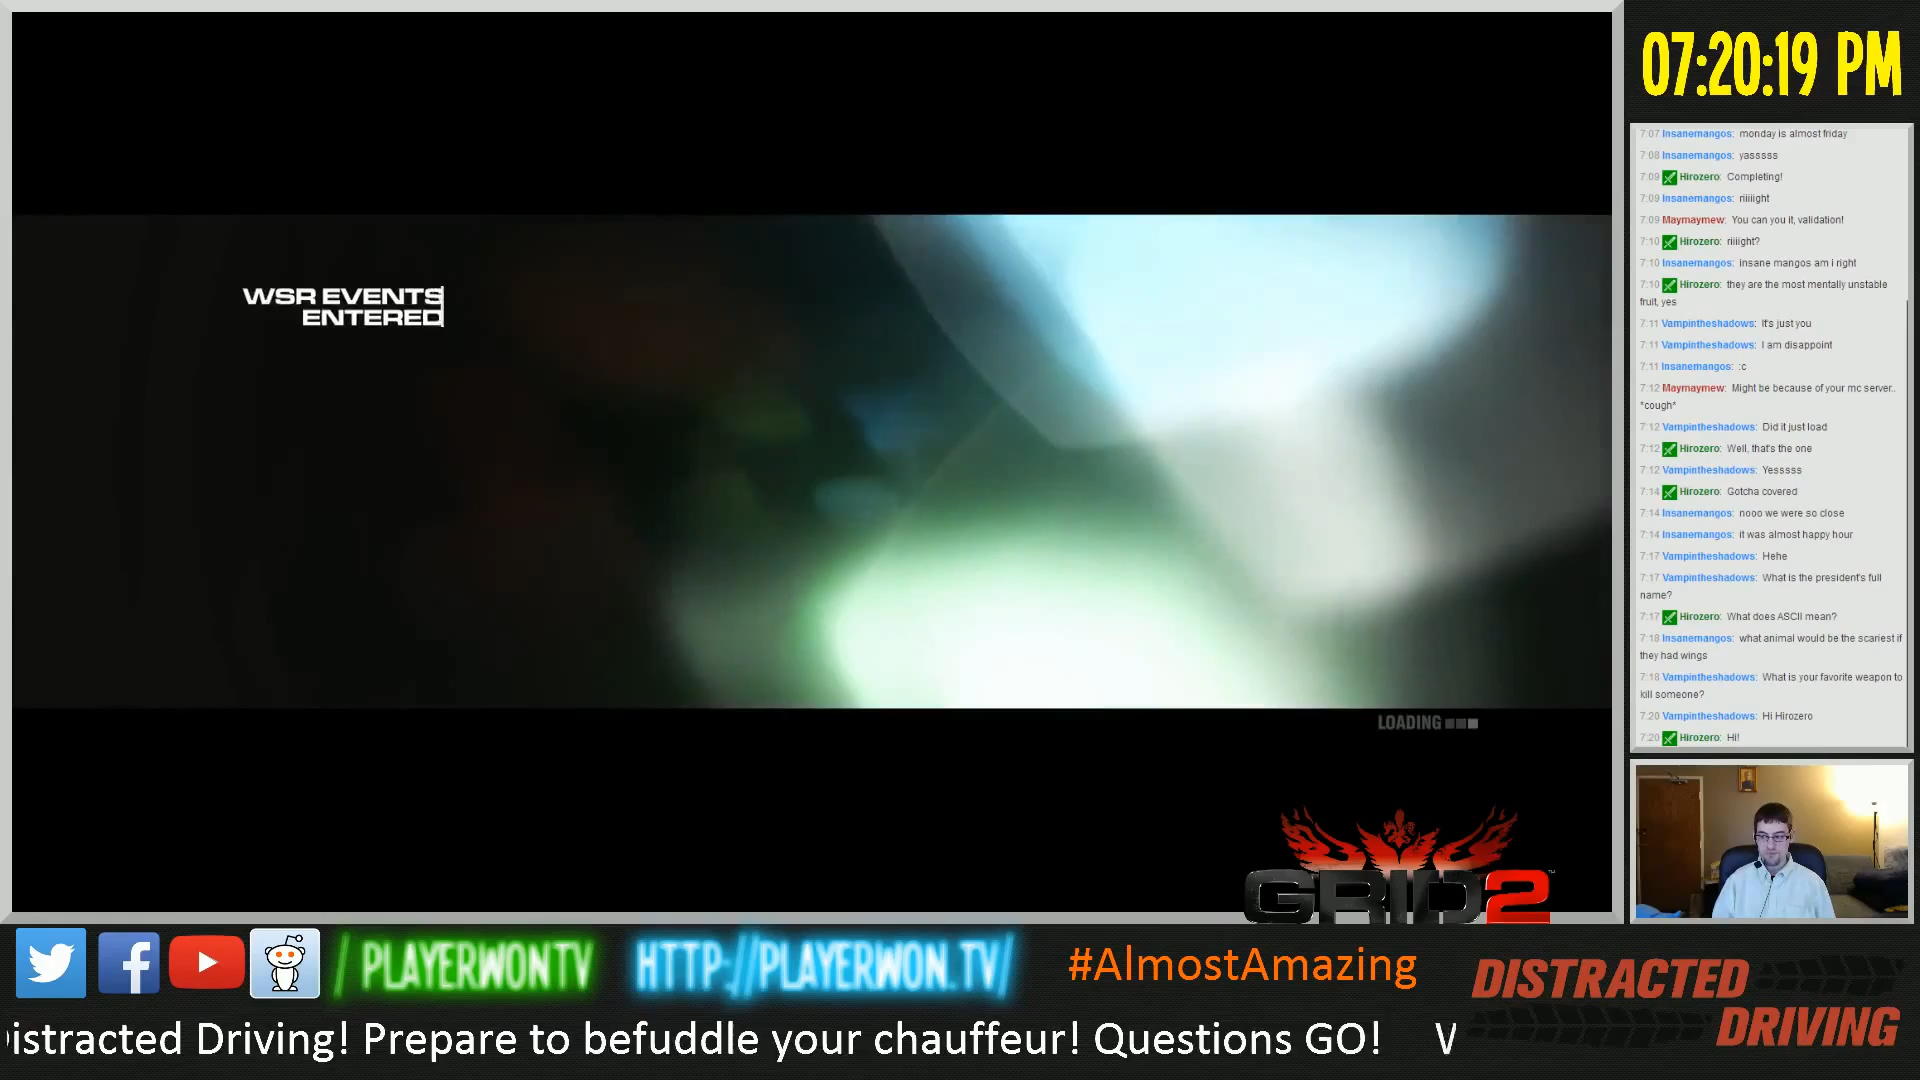 WSR EVENTS
ENTERED
LOADING
GRID2
07:20:19 PM
7:07 Insanemangos: monday is almost friday
7:08 Insanemangos: yasssss
7:09 Hirozero: Completing!
7:09 Insanemangos: riiiiight
7:09 Maymaymew: You can you it, validation!
7:10 Hirozero: riiiight?
7:10 Insanemangos: insane mangos am i right
7:10 Hirozero: they are the most mentally unstable
fruit, yes
7:11 Vampintheshadows: It's just you
7:11 Vampintheshadows: I am disappoint
7:11 Insanemangos: :c
7:12 Maymaymew: Might be because of your mc server..
*cough*
7:12 Vampintheshadows: Did it just load
7:12 Hirozero: Well, that's the one
7:12 Vampintheshadows: Yesssss
7:14 Hirozero: Gotcha covered
7:14 Insanemangos: nooo we were so close
7:14 Insanemangos: it was almost happy hour
7:17 Vampintheshadows: Hehe
7:17 Vampintheshadows: What is the president's full
name?
7:17 Hirozero: What does ASCII mean?
7:18 Insanemangos: what animal would be the scariest if
they had wings
7:18 Vampintheshadows: What is your favorite weapon to
kill someone?
7:20 Vampintheshadows: Hi Hirozero
7:20 Hirozero: Hi!
/PLAYERWONTV
HTTP://PLAYERWON.TV/
#AlmostAmazing
DISTRACTED
DRIVING
istracted Driving! Prepare to befuddle your chauffeur! Questions GO!